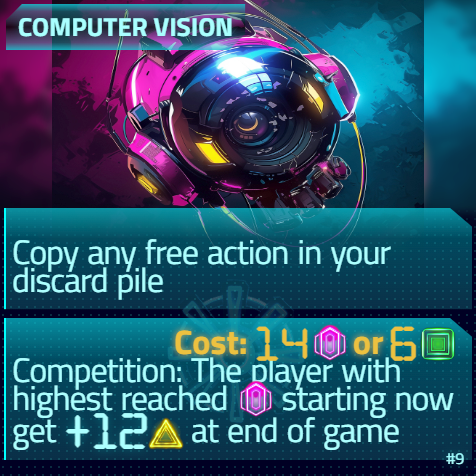 COMPUTER VISION
Copy any free action in your
discard pile
Cost: 14 or 6
Competition: The player with
highest reached starting now
get +12 at end of game
#9